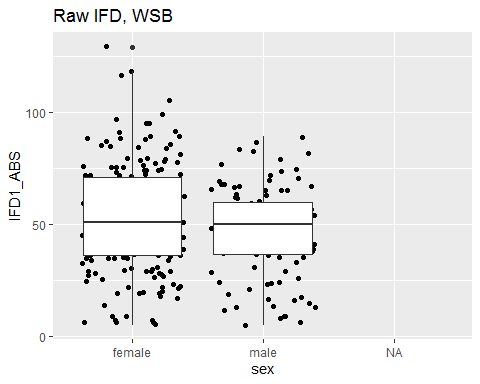 Raw IFD, WSB
IFD1_ABS
100
50
0
female male NA
sex